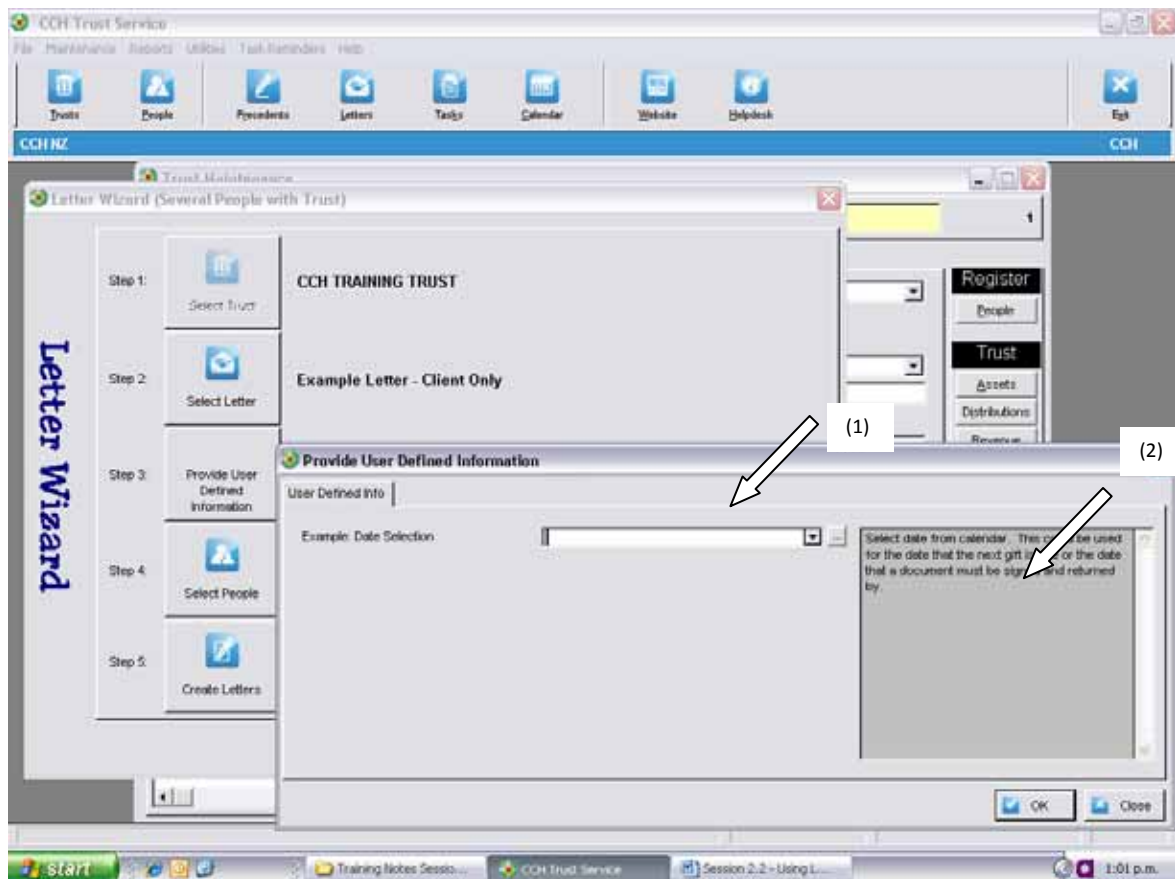 CCH Trust Service
File Maintenance Reports Utilities Task Reminders Help
Trusts People Precedents Letters Tasks Calendar Website Helpdesk Exit
CCH NZ CCH
Trust Maintenance
Letter Wizard (Several People with Trust)
1
Letter Wizard
Step 1:
Select Trust
CCH TRAINING TRUST
Step 2:
Select Letter
Example Letter - Client Only
Step 3:
Provide User
Defined
Information
Step 4:
Select People
Step 5:
Create Letters
Register
People
Trust
Assets
Distributions
Revenue
(1)
(2)
Provide User Defined Information
User Defined Info
Example: Date Selection
Select date from calendar. This be used
for the date that the next gift is or the date
that a document must be and returned
by.
OK Close
start Training Notes Sessio... CCH Trust Service Session 2.2 - Using L... 1:01 p.m.